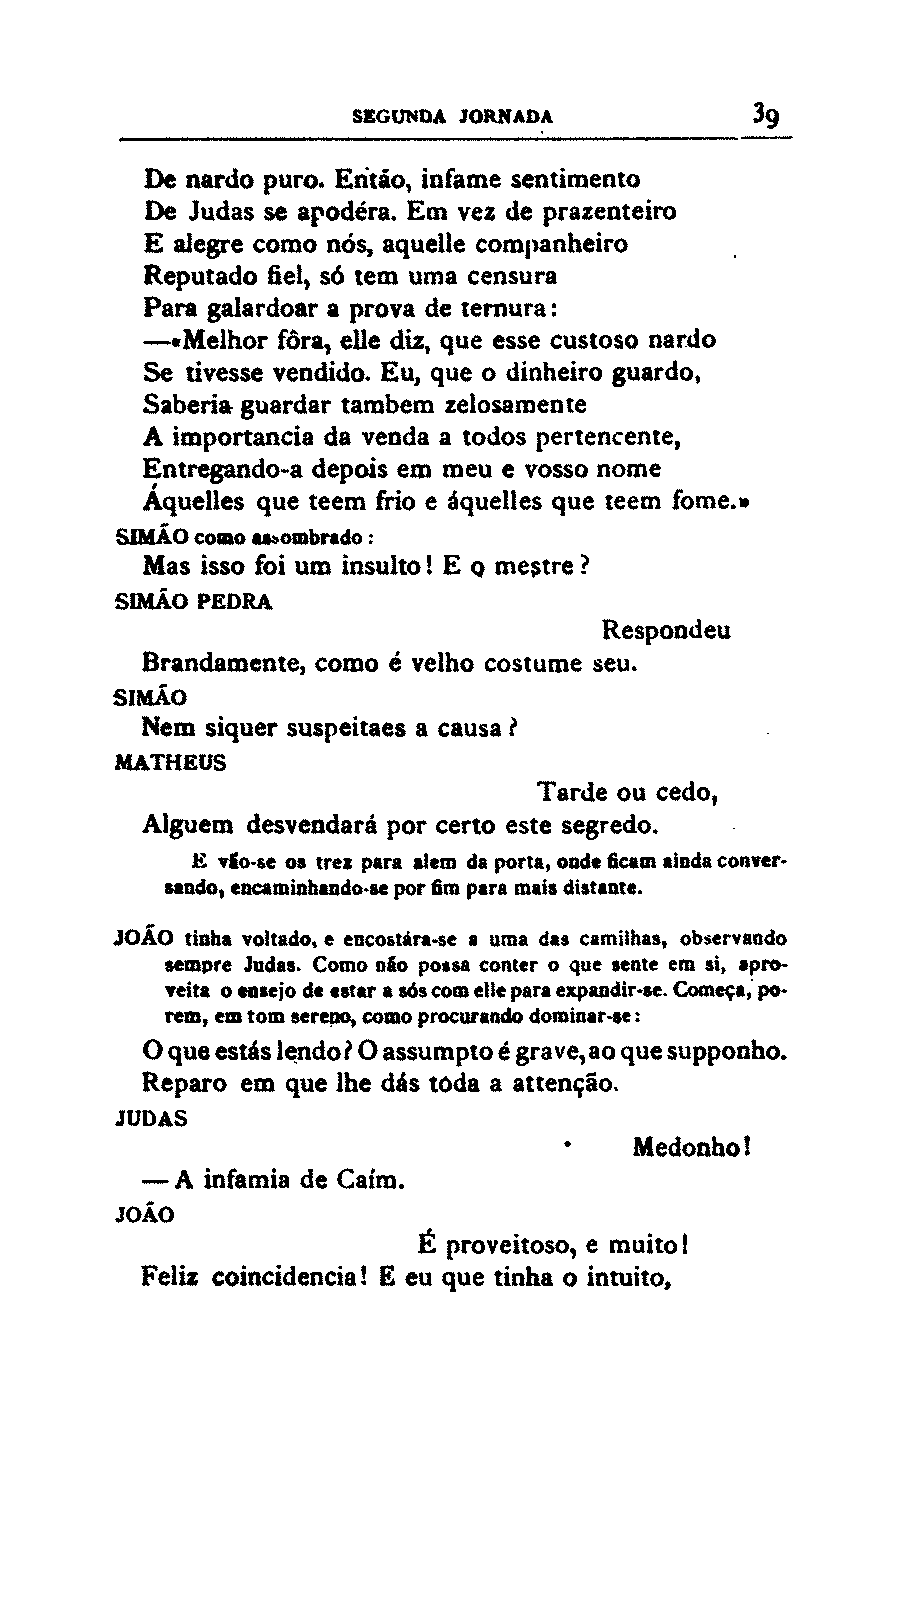 SEGUNDA JORNADA 39
De nardo puro. Então, infame sentimento
De Judas se apodéra. Em vez de prazenteiro
E alegre como nós, aquelle companheiro
Reputado fiel, só tem uma censura
Para galardoar a prova de ternura:
—«Melhor fôra, elle diz, que esse custoso nardo
Se tivesse vendido. Eu, que o dinheiro guardo,
Saberia guardar tambem zelosamente
A importancia da venda a todos pertencente,
Entregando-a depois em meu e vosso nome
Áquelles que teem frio e áquelles que teem fome.»
SIMÃO como assombrado:
Mas isso foi um insulto! E o mestre?
SIMÃO PEDRA
Respondeu
Brandamente, como é velho costume seu.
SIMÃO
Nem siquer suspeitaes a causa?
MATHEUS
Tarde ou cedo,
Alguem desvendará por certo este segredo.
E vão-se os trez para alem da porta, onde ficam ainda conver-
sando, encaminhando-se por fim para mais distante.
JOÃO tinha voltado, e encostára-se a uma das camilhas, observando
sempre Judas. Como não possa conter o que sente em si, apro-
veita o ensejo de estar a sós com elle para expandir-se. Começa, po-
rem, em tom sereno, como procurando dominar-se:
O que estás lendo? O assumpto é grave, ao que supponho.
Reparo em que lhe dás toda a attenção.
JUDAS
Medonho!
— A infamia de Caím.
JOÃO
É proveitoso, e muito!
Feliz coincidencia! E eu que tinha o intuito,